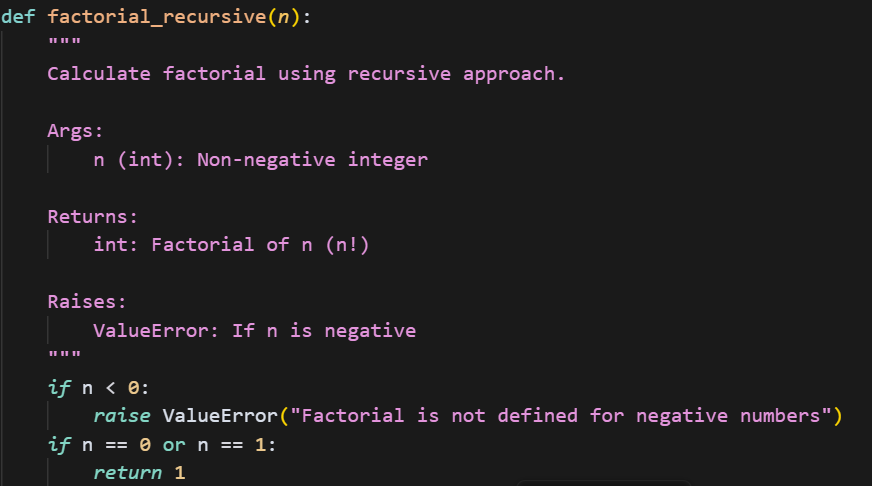 def factorial_recursive(n):
    """
    Calculate factorial using recursive approach.

    Args:
        n (int): Non-negative integer

    Returns:
        int: Factorial of n (n!)

    Raises:
        ValueError: If n is negative
    """
    if n < 0:
        raise ValueError("Factorial is not defined for negative numbers")
    if n == 0 or n == 1:
        return 1